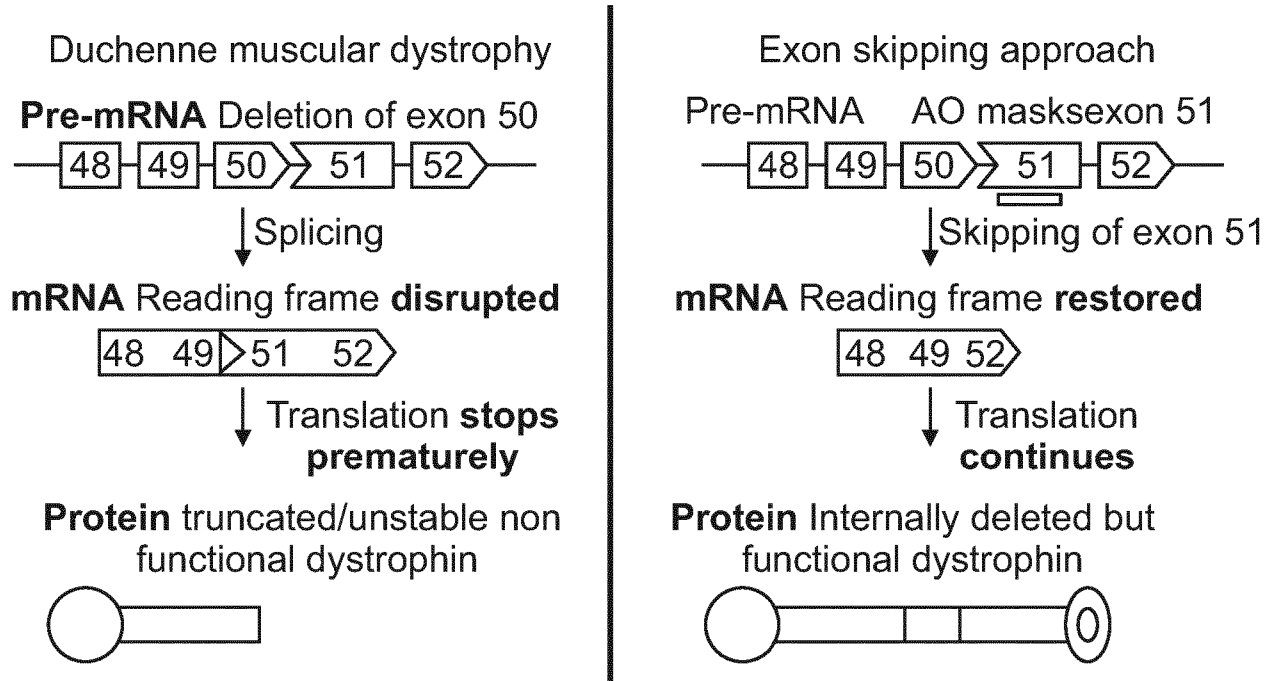 Duchenne muscular dystrophy
Pre-mRNA Deletion of exon 50
48 49 50 51 52
Splicing
mRNA Reading frame disrupted
48 49 51 52
Translation stops
prematurely
Protein truncated/unstable non
functional dystrophin
Exon skipping approach
Pre-mRNA AO masksexon 51
48 49 50 51 52
Skipping of exon 51
mRNA Reading frame restored
48 49 52
Translation
continues
Protein Internally deleted but
functional dystrophin